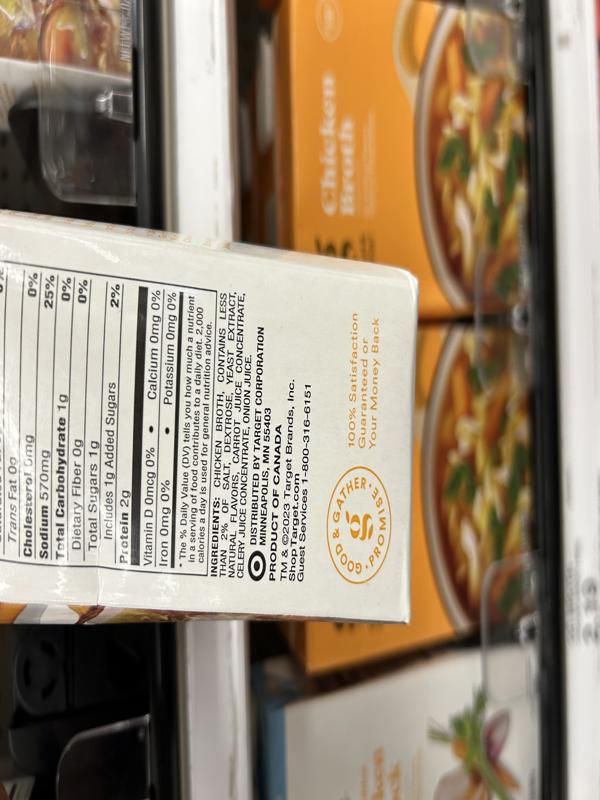 Trans Fat 0g
Cholesterol 0mg 0%
Sodium 570mg 25%
Total Carbohydrate 1g 0%
Dietary Fiber 0g 0%
Total Sugars 1g
Includes 1g Added Sugars 2%
Protein 2g
Vitamin D 0mcg 0% • Calcium 0mg 0%
Iron 0mg 0% • Potassium 0mg 0%
* The % Daily Value (DV) tells you how much a nutrient
in a serving of food contributes to a daily diet. 2,000
calories a day is used for general nutrition advice.
INGREDIENTS: CHICKEN BROTH, CONTAINS LESS
THAN 2% OF SALT, DEXTROSE, YEAST EXTRACT,
NATURAL FLAVORS, CARROT JUICE CONCENTRATE,
CELERY JUICE CONCENTRATE, ONION JUICE.
DISTRIBUTED BY TARGET CORPORATION
MINNEAPOLIS, MN 55403
PRODUCT OF CANADA
TM & ©2023 Target Brands, Inc.
ShopTarget.com
Guest Services 1-800-316-6151
GOOD & GATHER • PROMISE •
g
100% Satisfaction
Guaranteed or
Your Money Back
Chicken
Broth